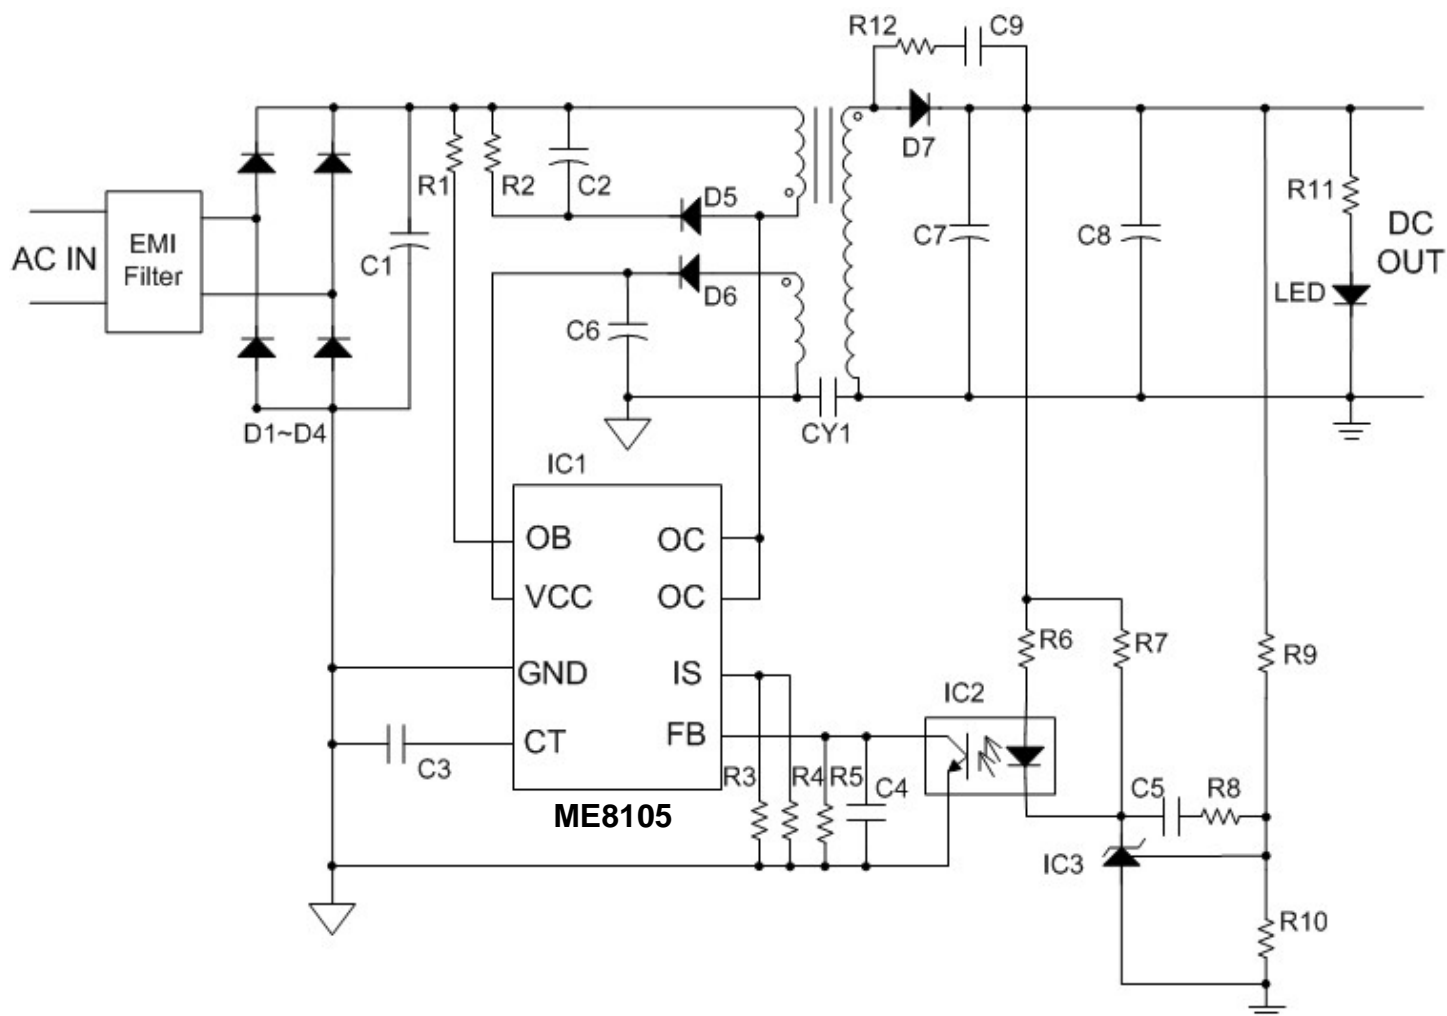 R12
C9
D7
R1
R2
C2
D5
R11
AC IN
EMI
Filter
C1
C7
C8
DC
OUT
D6
LED
C6
D1~D4
CY1
IC1
OB
OC
VCC
OC
GND
IS
CT
FB
C3
ME8105
R3
R4
R5
C4
IC2
R6
R7
R9
C5
R8
IC3
R10